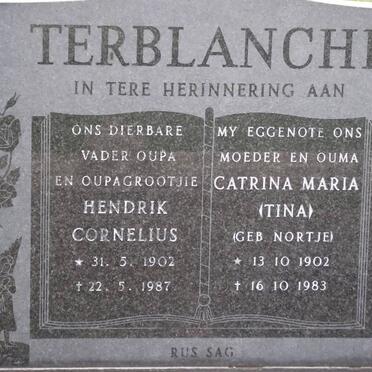 TERBLANCHE
IN TERE HERINNERING AAN
ONS DIERBARE
VADER OUPA
EN OUPAGROOTJIE
HENDRIK
CORNELIUS
* 31. 5. 1902
† 22. 5. 1987
MY EGGENOTE ONS
MOEDER EN OUMA
CATRINA MARIA
(TINA)
(GEB. NORTJE)
* 13 10 1902
† 16 10 1983
RUS SAG